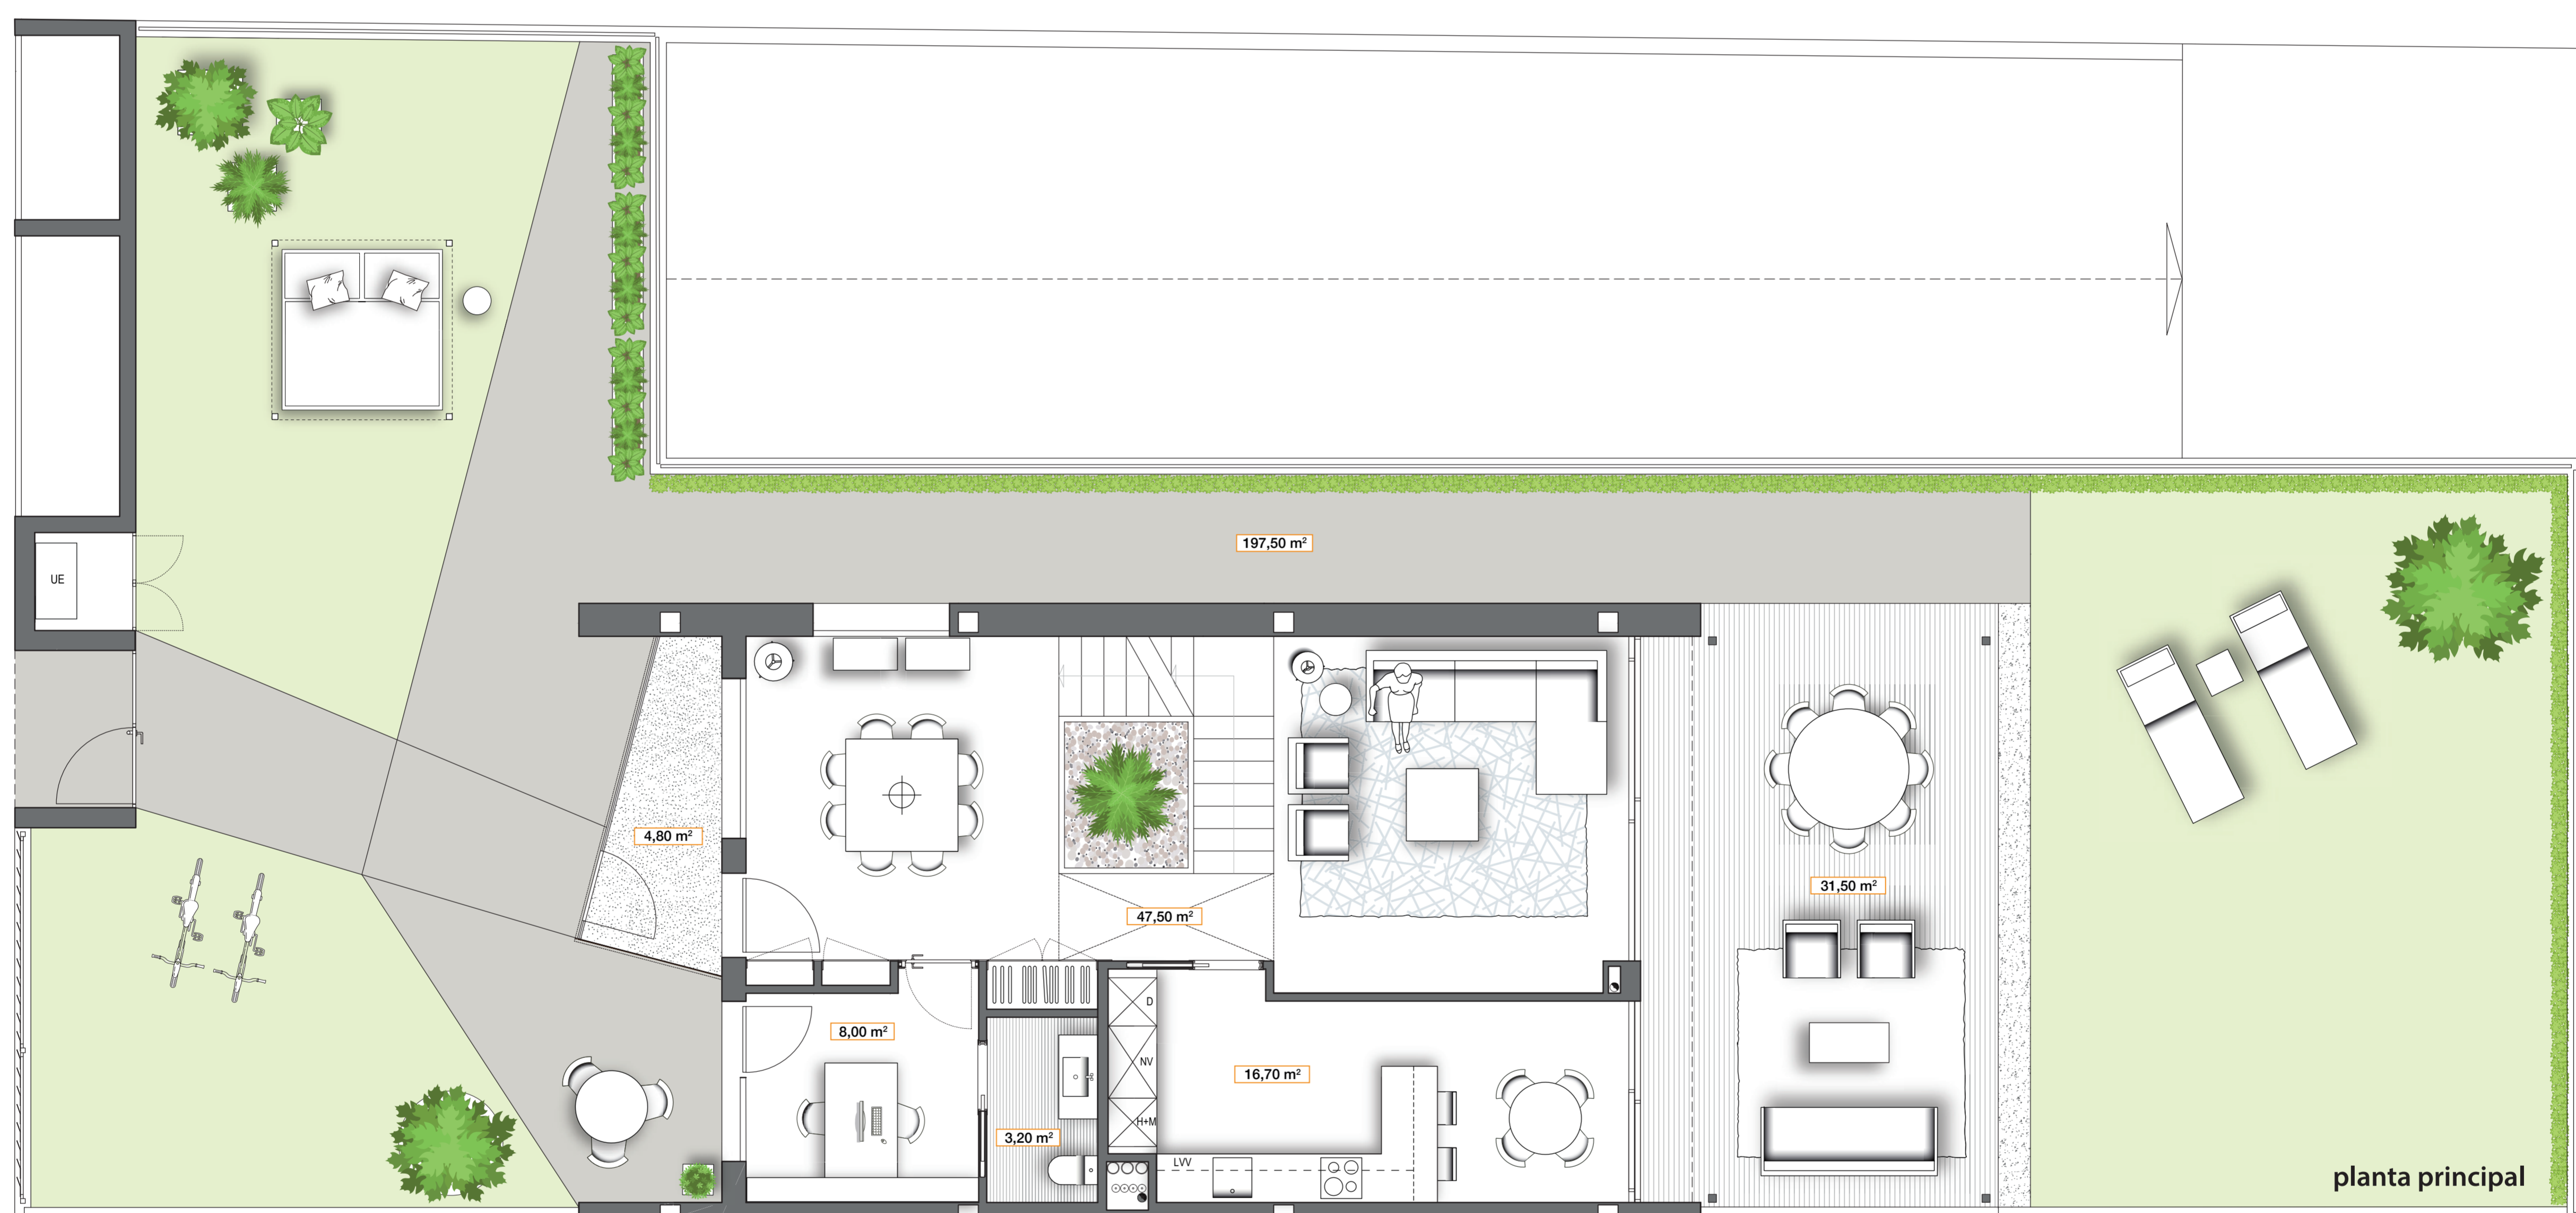 197,50 m²
UE
4,80 m²
31,50 m²
47,50 m²
D
8,00 m²
NV
16,70 m²
H+M
3,20 m²
LVV
planta principal